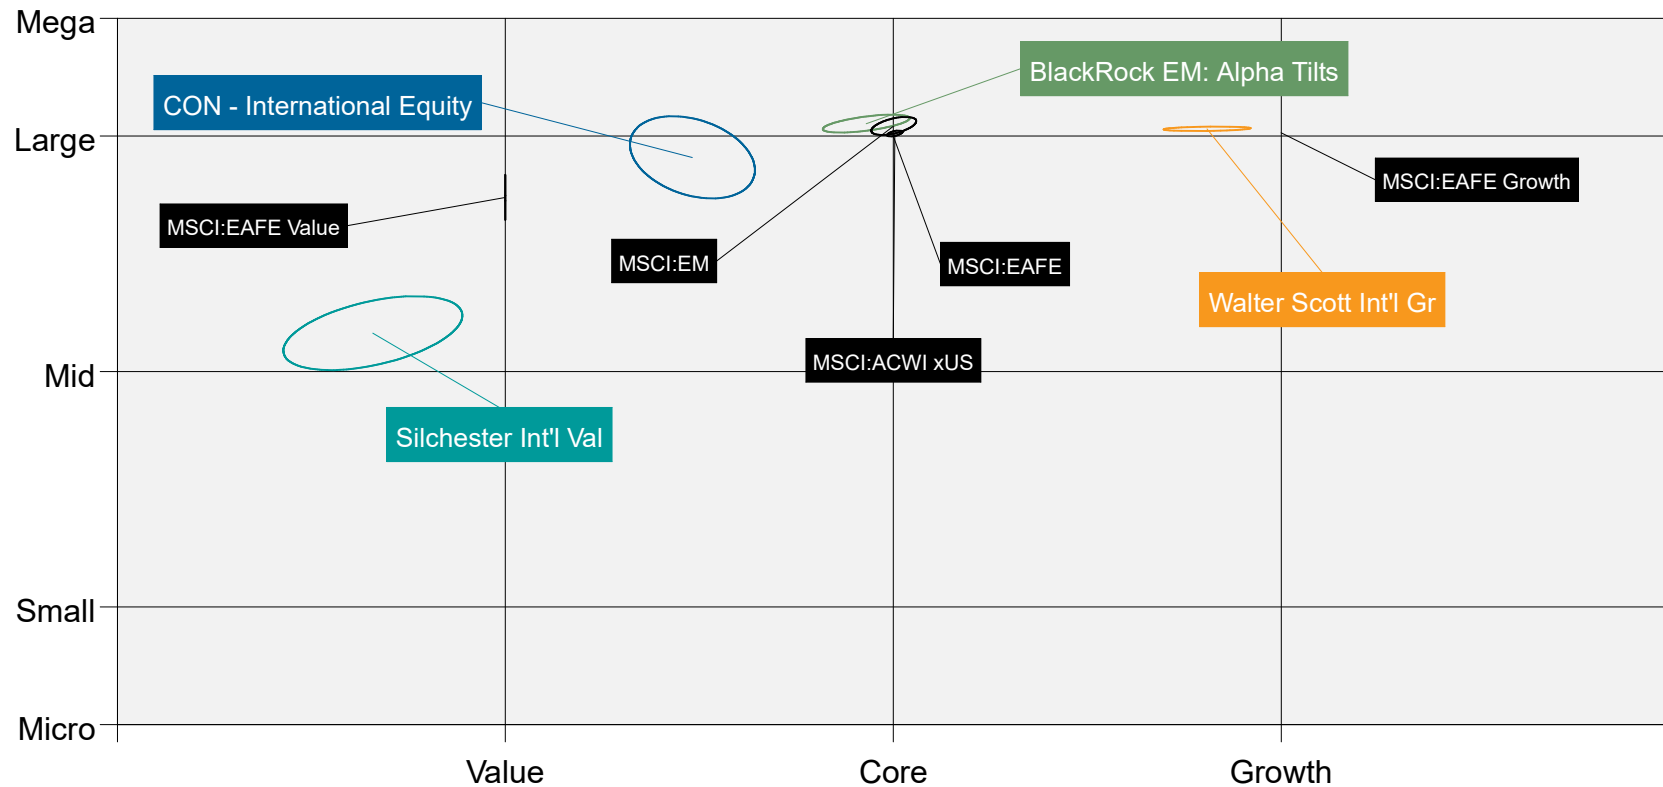 Mega
BlackRock EM: Alpha Tilts
CON - International Equity
Large
MSCI:EAFE Growth
MSCI:EAFE Value
MSCI:EM
MSCI:EAFE
Walter Scott Int'l Gr
MSCI:ACWI xUS
Mid
Silchester Int'l Val
Small
Micro
Value
Core
Growth